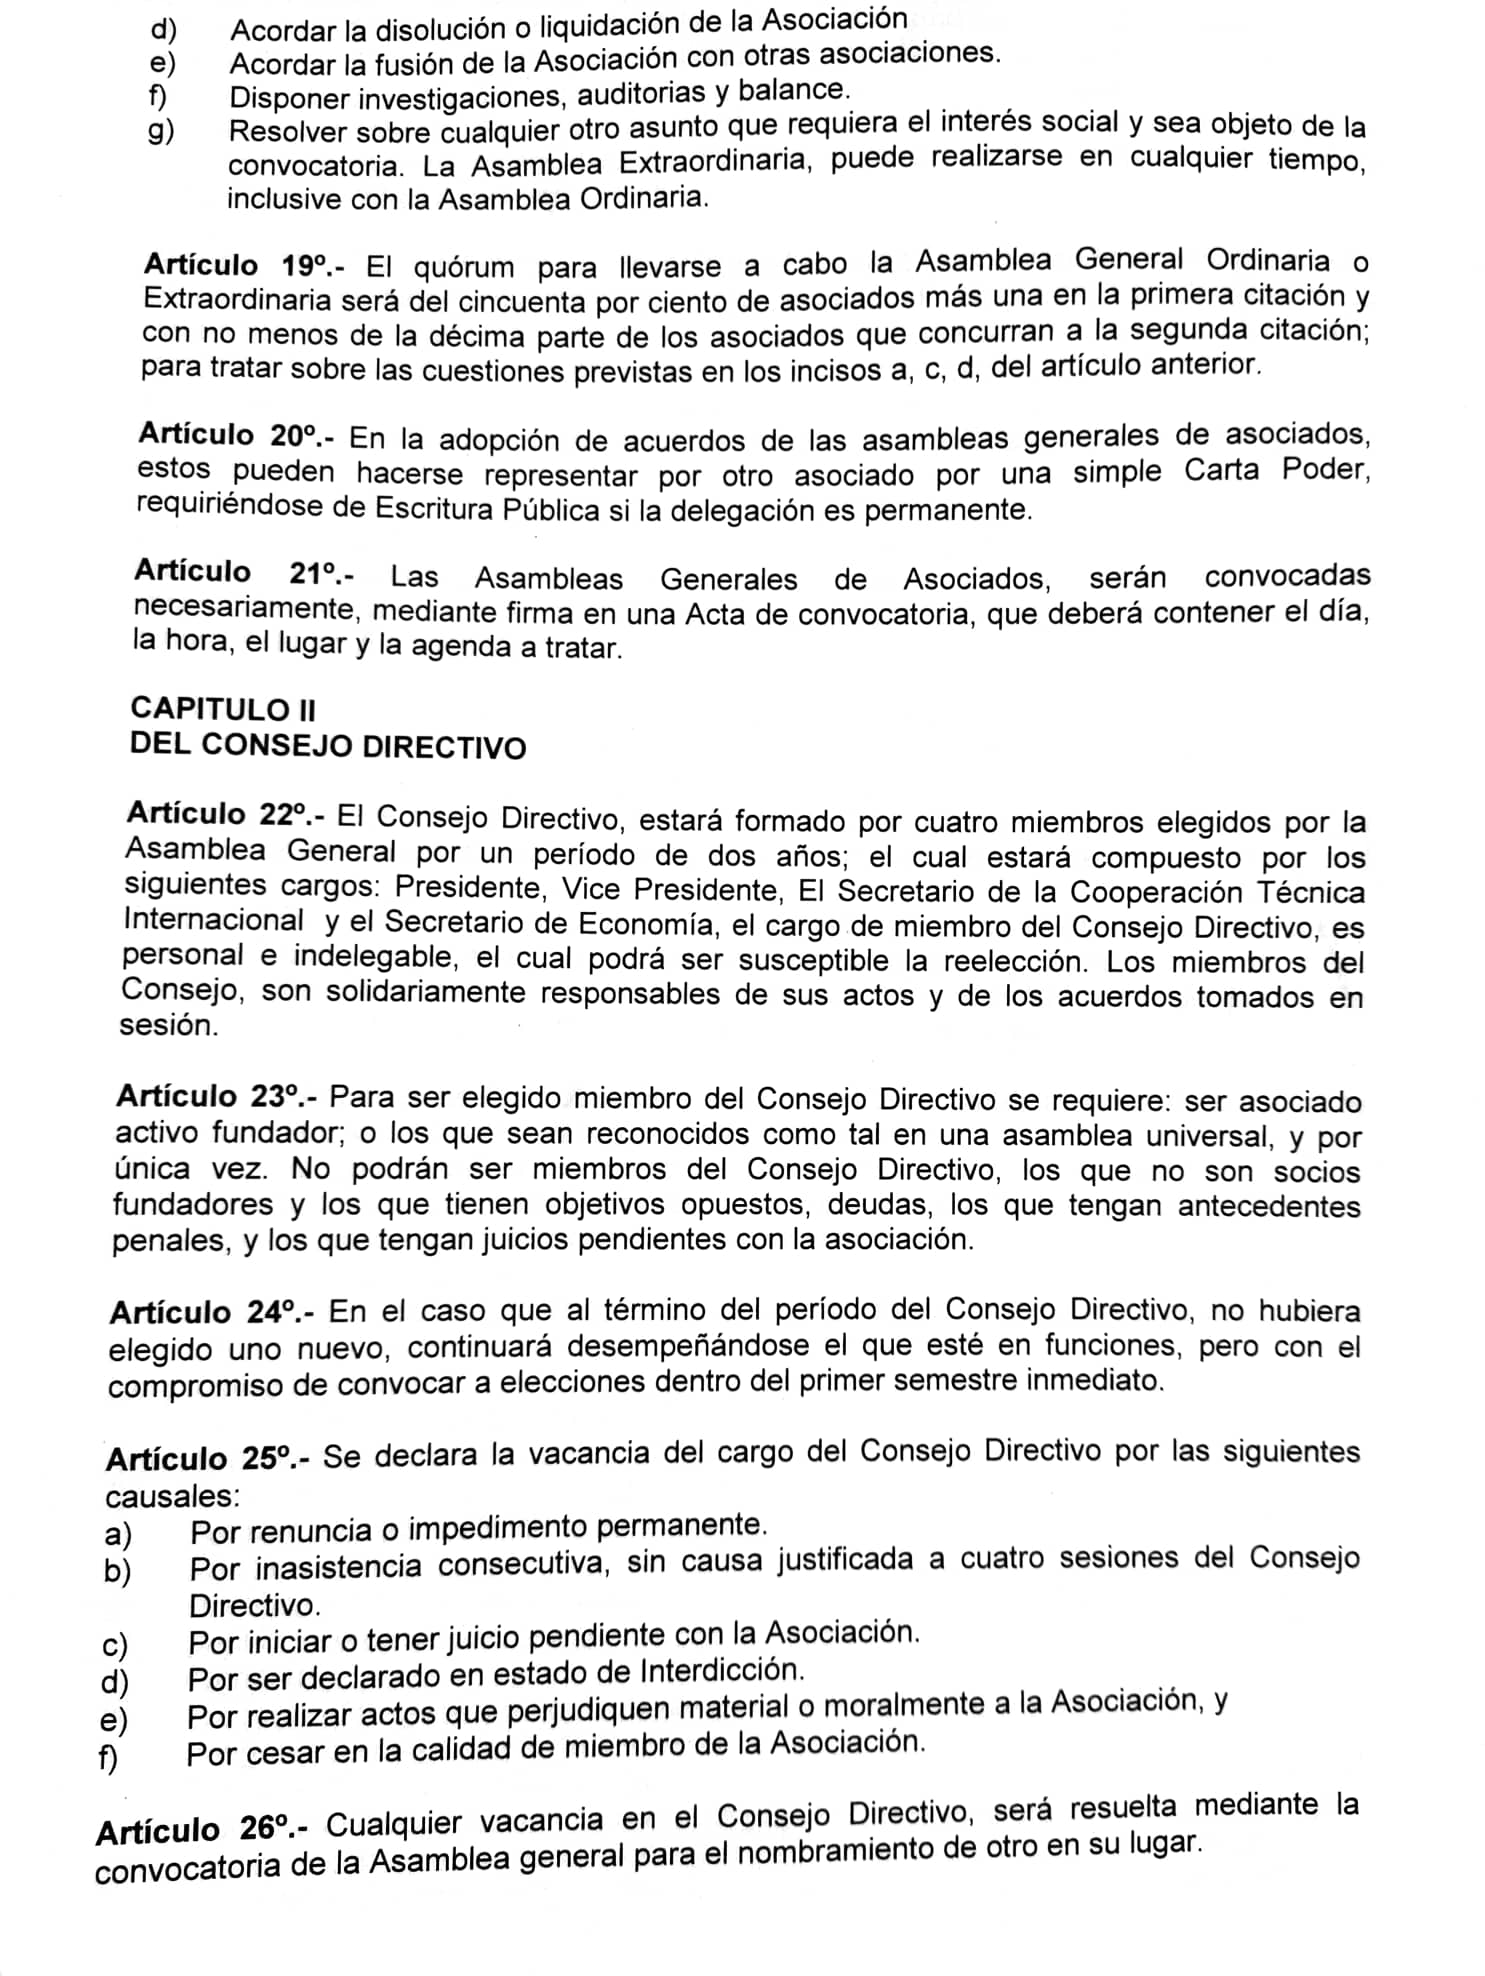 d) Acordar la disolución o liquidación de la Asociación
e) Acordar la fusión de la Asociación con otras asociaciones.
f) Disponer investigaciones, auditorias y balance.
g) Resolver sobre cualquier otro asunto que requiera el interés social y sea objeto de la
convocatoria. La Asamblea Extraordinaria, puede realizarse en cualquier tiempo,
inclusive con la Asamblea Ordinaria.
Artículo 19º.- El quórum para llevarse a cabo la Asamblea General Ordinaria o
Extraordinaria será del cincuenta por ciento de asociados más una en la primera citación y
con no menos de la décima parte de los asociados que concurran a la segunda citación;
para tratar sobre las cuestiones previstas en los incisos a, c, d, del artículo anterior.
Artículo 20º.- En la adopción de acuerdos de las asambleas generales de asociados,
estos pueden hacerse representar por otro asociado por una simple Carta Poder,
requiriéndose de Escritura Pública si la delegación es permanente.
Artículo 21º.- Las Asambleas Generales de Asociados, serán convocadas
necesariamente, mediante firma en una Acta de convocatoria, que deberá contener el día,
la hora, el lugar y la agenda a tratar.
CAPITULO II
DEL CONSEJO DIRECTIVO
Artículo 22º.- El Consejo Directivo, estará formado por cuatro miembros elegidos por la
Asamblea General por un período de dos años; el cual estará compuesto por los
siguientes cargos: Presidente, Vice Presidente, El Secretario de la Cooperación Técnica
Internacional y el Secretario de Economía, el cargo de miembro del Consejo Directivo, es
personal e indelegable, el cual podrá ser susceptible la reelección. Los miembros del
Consejo, son solidariamente responsables de sus actos y de los acuerdos tomados en
sesión.
Artículo 23º.- Para ser elegido miembro del Consejo Directivo se requiere: ser asociado
activo fundador; o los que sean reconocidos como tal en una asamblea universal, y por
única vez. No podrán ser miembros del Consejo Directivo, los que no son socios
fundadores y los que tienen objetivos opuestos, deudas, los que tengan antecedentes
penales, y los que tengan juicios pendientes con la asociación.
Artículo 24º.- En el caso que al término del período del Consejo Directivo, no hubiera
elegido uno nuevo, continuará desempeñándose el que esté en funciones, pero con el
compromiso de convocar a elecciones dentro del primer semestre inmediato.
Artículo 25º.- Se declara la vacancia del cargo del Consejo Directivo por las siguientes
causales:
a) Por renuncia o impedimento permanente.
b) Por inasistencia consecutiva, sin causa justificada a cuatro sesiones del Consejo
Directivo.
c) Por iniciar o tener juicio pendiente con la Asociación.
d) Por ser declarado en estado de Interdicción.
e) Por realizar actos que perjudiquen material o moralmente a la Asociación, y
f) Por cesar en la calidad de miembro de la Asociación.
Artículo 26º.- Cualquier vacancia en el Consejo Directivo, será resuelta mediante la
convocatoria de la Asamblea general para el nombramiento de otro en su lugar.